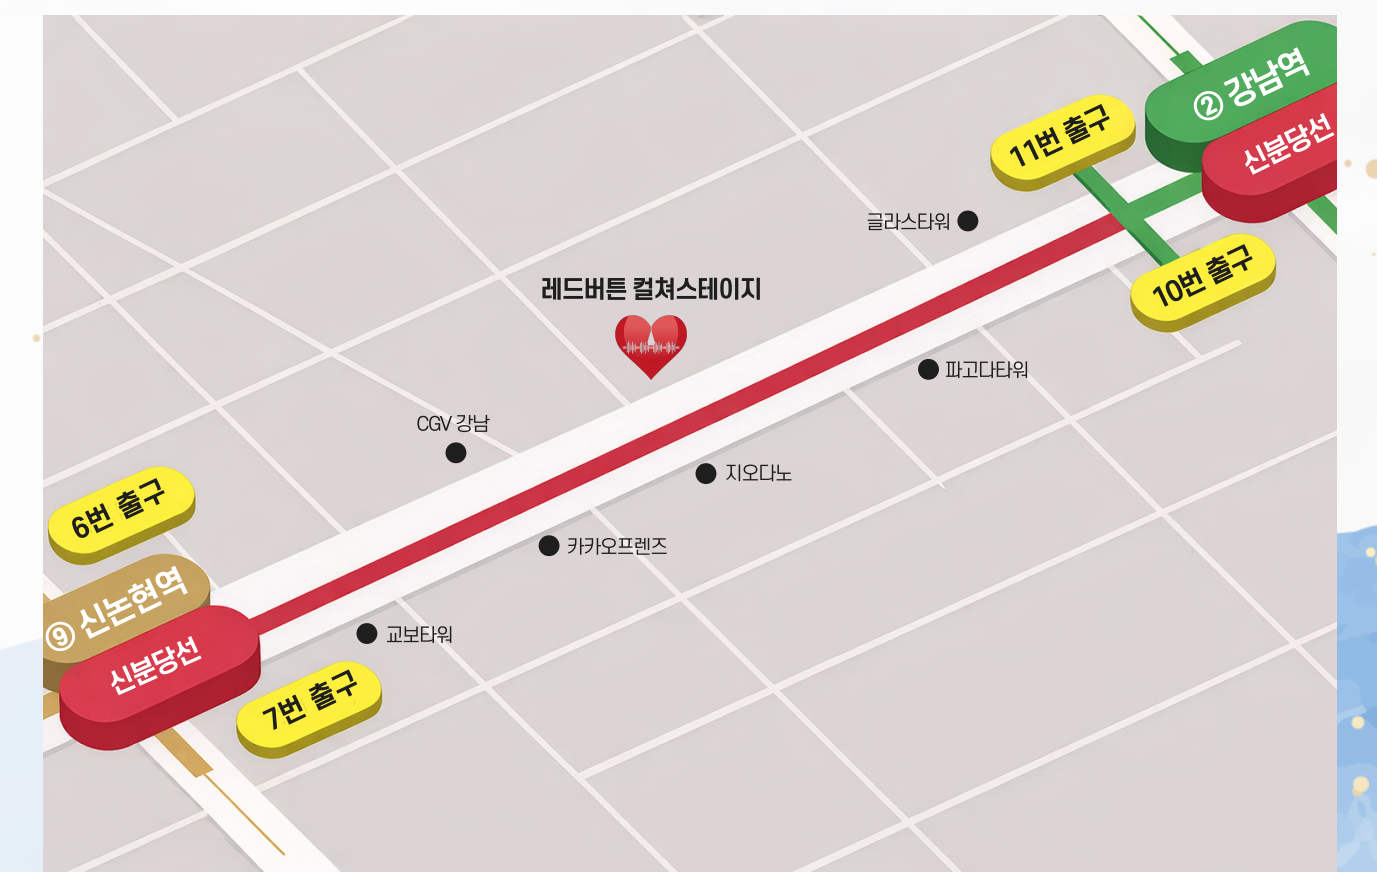 ② 강남역
신분당선
11번 출구
글라스타워
10번 출구
레드버튼 컬쳐스테이지
파고다타워
CGV 강남
지오다노
6번 출구
카카오프렌즈
⑨ 신논현역
신분당선
교보타워
7번 출구